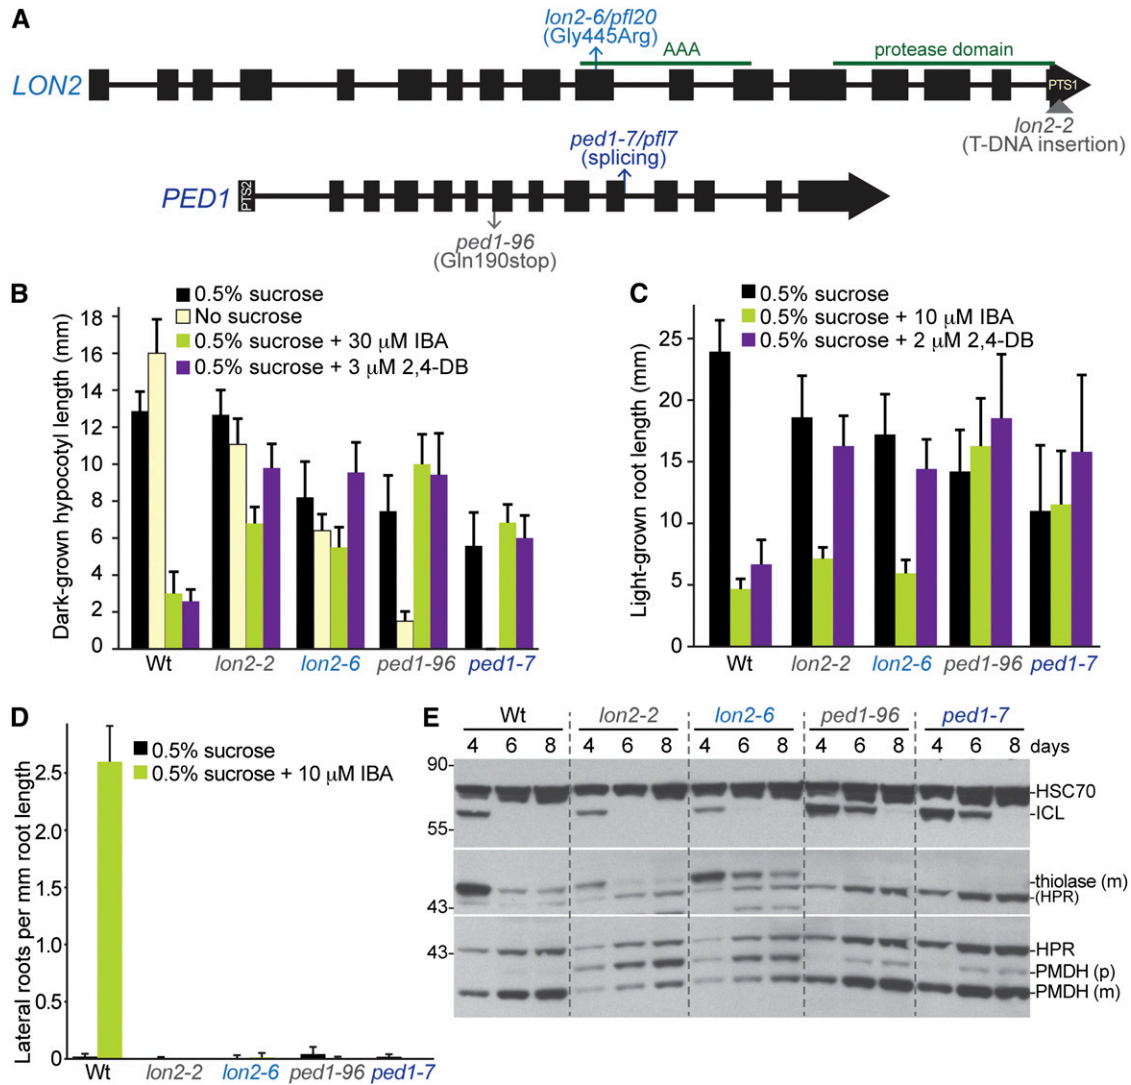 A
lon2-6/pfl20
(Gly445Arg)
AAA
protease domain
LON2
PTS1
lon2-2
(T-DNA insertion)
ped1-7/pfl7
(splicing)
PED1
PTS2
ped1-96
(Gln190stop)
B
0.5% sucrose
No sucrose
0.5% sucrose + 30 µM IBA
0.5% sucrose + 3 µM 2,4-DB
Dark-grown hypocotyl length (mm)
18
16
14
12
10
8
6
4
2
0
Wt lon2-2 lon2-6 ped1-96 ped1-7
C
0.5% sucrose
0.5% sucrose + 10 µM IBA
0.5% sucrose + 2 µM 2,4-DB
Light-grown root length (mm)
25
20
15
10
5
0
Wt lon2-2 lon2-6 ped1-96 ped1-7
D
0.5% sucrose
0.5% sucrose + 10 µM IBA
Lateral roots per mm root length
2.5
2.0
1.5
1.0
0.5
0
Wt lon2-2 lon2-6 ped1-96 ped1-7
E
Wt lon2-2 lon2-6 ped1-96 ped1-7
4 6 8 4 6 8 4 6 8 4 6 8 4 6 8 days
90-
-HSC70
-ICL
55-
-thiolase (m)
-(HPR)
43-
43-
-HPR
-PMDH (p)
-PMDH (m)